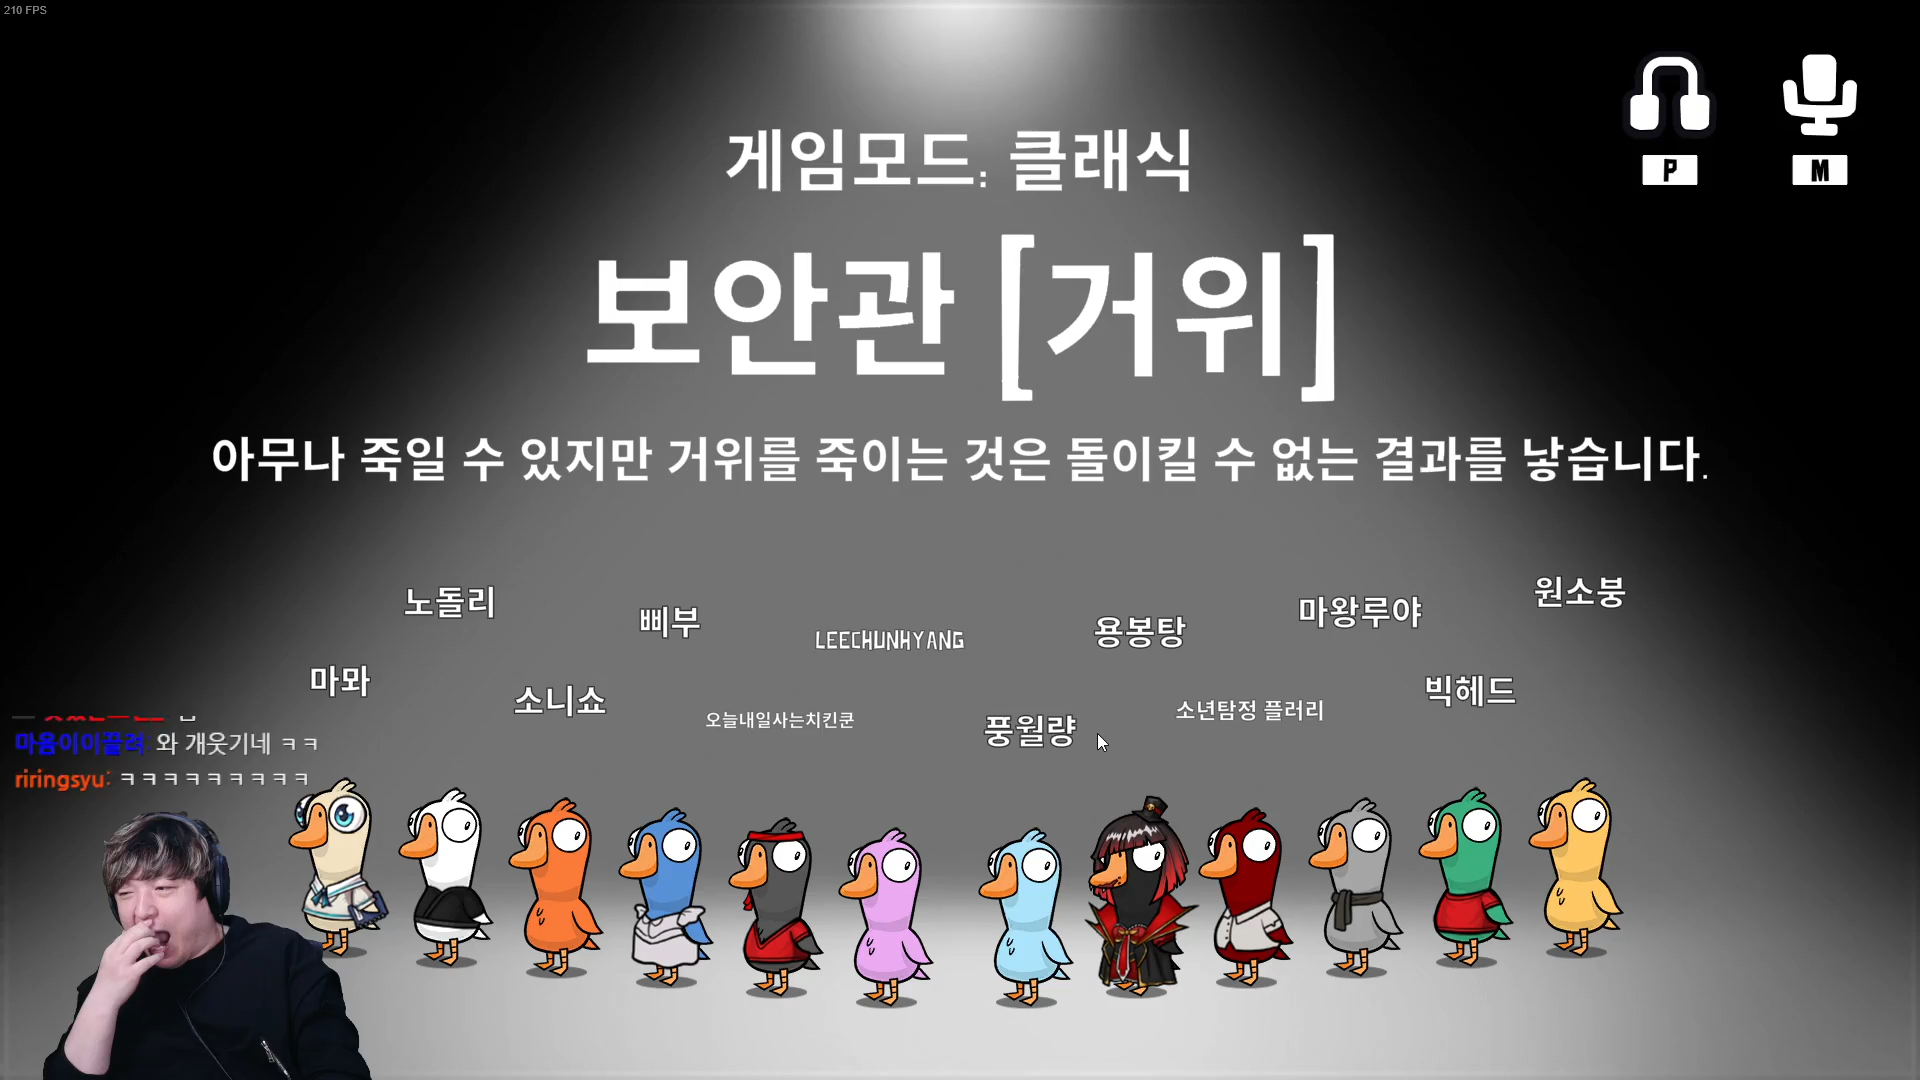 210 FPS
P
M
게임모드: 클래식
보안관 [거위]
아무나 죽일 수 있지만 거위를 죽이는 것은 돌이킬 수 없는 결과를 낳습니다.
노돌리
삐부
LEECHUNHYANG
용봉탕
마왕루야
원소붕
마뫄
소니쇼
오늘내일사는치킨쿤
풍월량
소년탐정 플러리
빅헤드
마음이이끌려: 와 개웃기네 ㅋㅋ
riringsyu: ㅋㅋㅋㅋㅋㅋㅋㅋㅋ